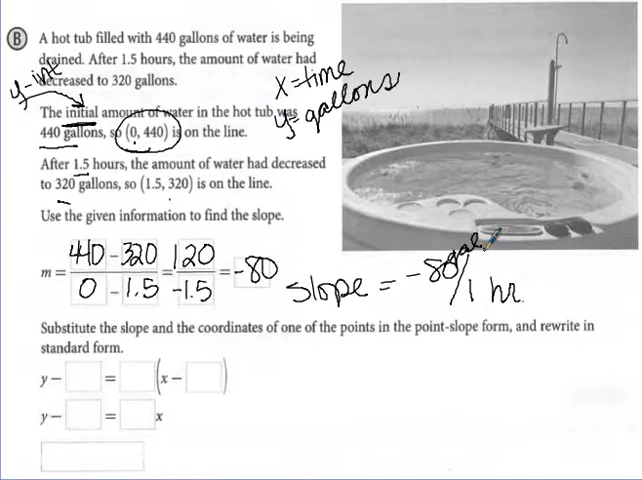 B A hot tub filled with 440 gallons of water is being
drained. After 1.5 hours, the amount of water had
decreased to 320 gallons.
y-int
x=time
y=gallons
The initial amount of water in the hot tub was
440 gallons, so (0, 440) is on the line.
After 1.5 hours, the amount of water had decreased
to 320 gallons, so (1.5, 320) is on the line.
Use the given information to find the slope.
m = 440 - 320 / 0 - 1.5 = 120 / -1.5 = -80
slope = -80 gal / 1 hr
Substitute the slope and the coordinates of one of the points in the point-slope form, and rewrite in
standard form.
y - = (x - )
y - = x